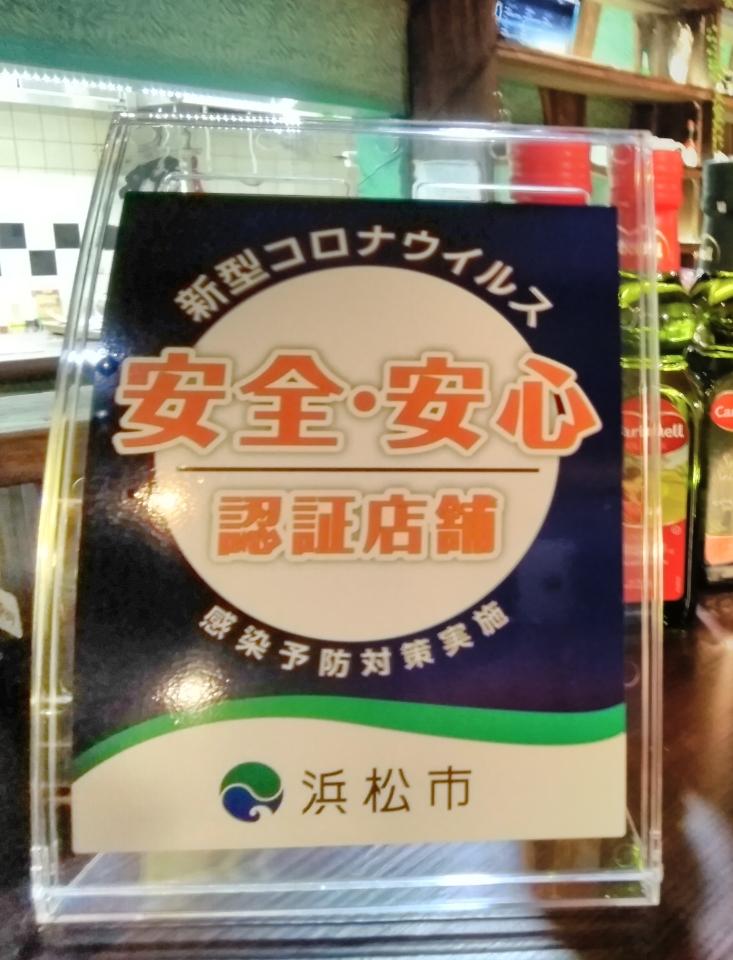 新型コロナウイルス
安全・安心
認証店舗
感染予防対策実施
浜松市